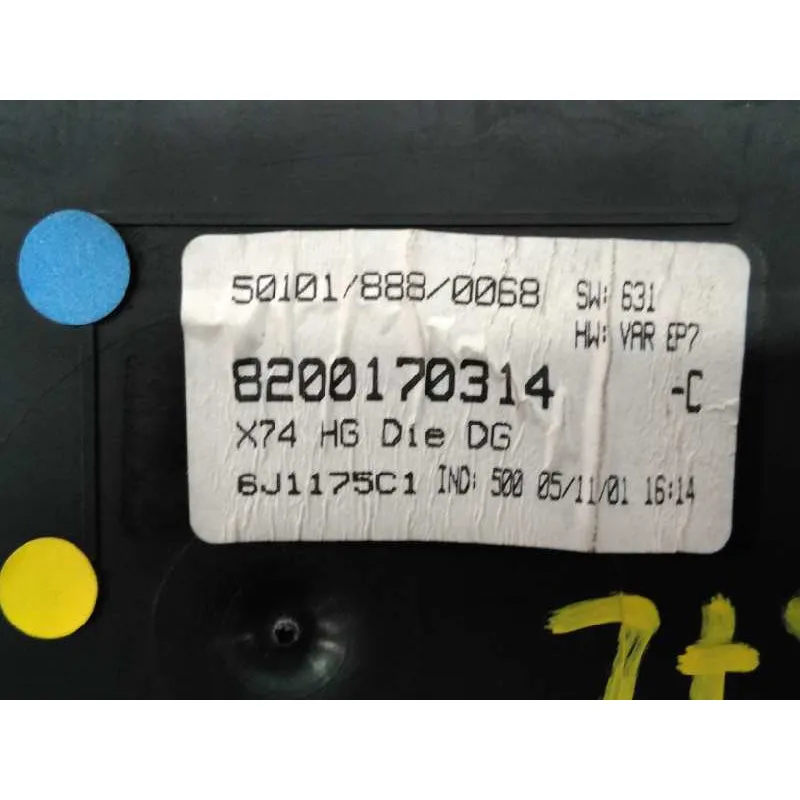 50101/888/0068 SW: 631
HW: VAR EP7
8200170314 -C
X74 HG Die DG
6J1175C1 IND: 500 05/11/01 16:14